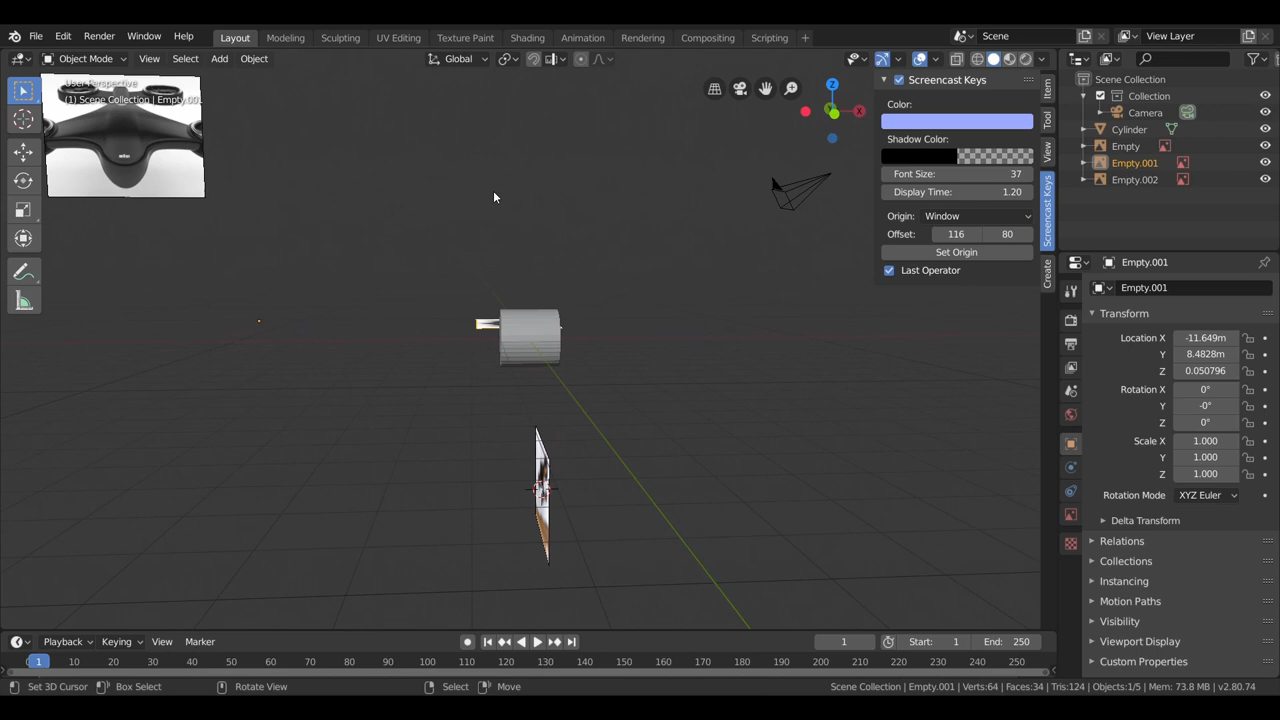 File Edit Render Window Help Layout Modeling Sculpting UV Editing Texture Paint Shading Animation Rendering Compositing Scripting + Scene View Layer
Object Mode View Select Add Object Global
User Perspective
(1) Scene Collection | Empty.001
Z
X
Screencast Keys
Color:
Shadow Color:
Font Size: 37
Display Time: 1.20
Origin: Window
Offset: 116 80
Set Origin
Last Operator
Item
Tool
View
Screencast Keys
Create
Scene Collection
Collection
Camera
Cylinder
Empty
Empty.001
Empty.002
Empty.001
Empty.001
Transform
Location X -11.649m
Y 8.4828m
Z 0.050796
Rotation X 0°
Y -0°
Z 0°
Scale X 1.000
Y 1.000
Z 1.000
Rotation Mode XYZ Euler
Delta Transform
Relations
Collections
Instancing
Motion Paths
Visibility
Viewport Display
Custom Properties
Playback Keying View Marker 1 Start: 1 End: 250
1 10 20 30 40 50 60 70 80 90 100 110 120 130 140 150 160 170 180 190 200 210 220 230 240 250
Set 3D Cursor Box Select Rotate View Select Move Scene Collection | Empty.001 | Verts:64 | Faces:34 | Tris:124 | Objects:1/5 | Mem: 73.8 MB | v2.80.74